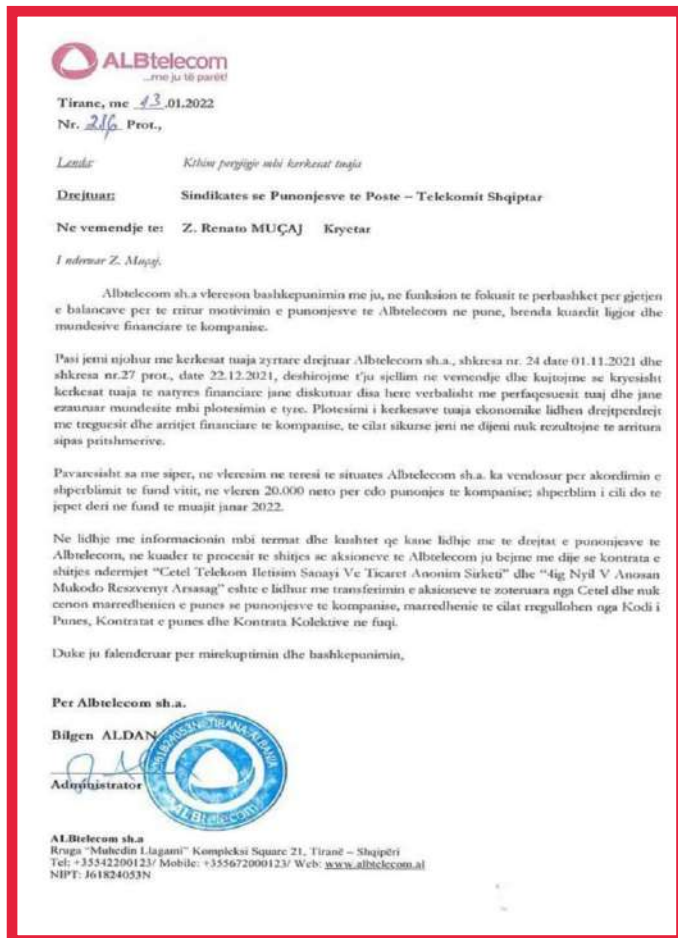 ALBtelecom
...me ju të parët!
Tirane, me 13.01.2022
Nr. 216 Prot.,
Lenda: Kthim pergjigje mbi kerkesat tuaja
Drejtuar: Sindikates se Punonjesve te Poste – Telekomit Shqiptar
Ne vemendje te: Z. Renato MUÇAJ Kryetar
I nderuar Z. Muçaj,
Albtelecom sh.a vlereson bashkepunimin me ju, ne funksion te fokusit te perbashket per gjetjen
e balancave per te rritur motivimin e punonjesve te Albtelecom ne pune, brenda kuardit ligjor dhe
mundesive financiare te kompanise.
Pasi jemi njohur me kerkesat tuaja zyrtare drejtuar Albtelecom sh.a., shkresa nr. 24 date 01.11.2021 dhe
shkresa nr.27 prot., date 22.12.2021, deshirojme t'ju sjellim ne vemendje dhe kujtojme se kryesisht
kerkesat tuaja te natyres financiare jane diskutuar disa here verbalisht me perfaqesuesit tuaj dhe jane
ezauruar mundesite mbi plotesimin e tyre. Plotesimi i kerkesave tuaja ekonomike lidhen drejtperdrejt
me treguesit dhe arritjet financiare te kompanise, te cilat sikurse jeni ne dijeni nuk rezultojne te arritura
sipas pritshmerive.
Pavaresisht sa me siper, ne vleresim ne teresi te situates Albtelecom sh.a. ka vendosur per akordimin e
shperblimit te fund vitit, ne vleren 20.000 neto per cdo punonjes te kompanise; shperblim i cili do te
jepet deri ne fund te muajit janar 2022.
Ne lidhje me informacionin mbi termat dhe kushtet qe kane lidhje me te drejtat e punonjesve te
Albtelecom, ne kuader te procesit te shitjes se aksioneve te Albtelecom ju bejme me dije se kontrata e
shitjes ndermjet "Cetel Telekom Iletisim Sanayi Ve Ticaret Anonim Sirketi" dhe "4ig Nyil V Anosan
Mukodo Reszvenyt Arsasag" eshte e lidhur me transferimin e aksioneve te zoteruara nga Cetel dhe nuk
cenon marredhenien e punes se punonjesve te kompanise, marredhenie te cilat rregullohen nga Kodi i
Punes, Kontratat e punes dhe Kontrata Kolektive ne fuqi.
Duke ju falenderuar per mirekuptimin dhe bashkepunimin,
Per Albtelecom sh.a.
Bilgen ALDAN
Administrator
J61824053N TIRANA-ALBANIA
ALBtelecom
ALBtelecom sh.a
Rruga "Muhedin Llagami" Kompleksi Square 21, Tiranë – Shqipëri
Tel: +35542200123/ Mobile: +355672000123/ Web: www.albtelecom.al
NIPT: J61824053N